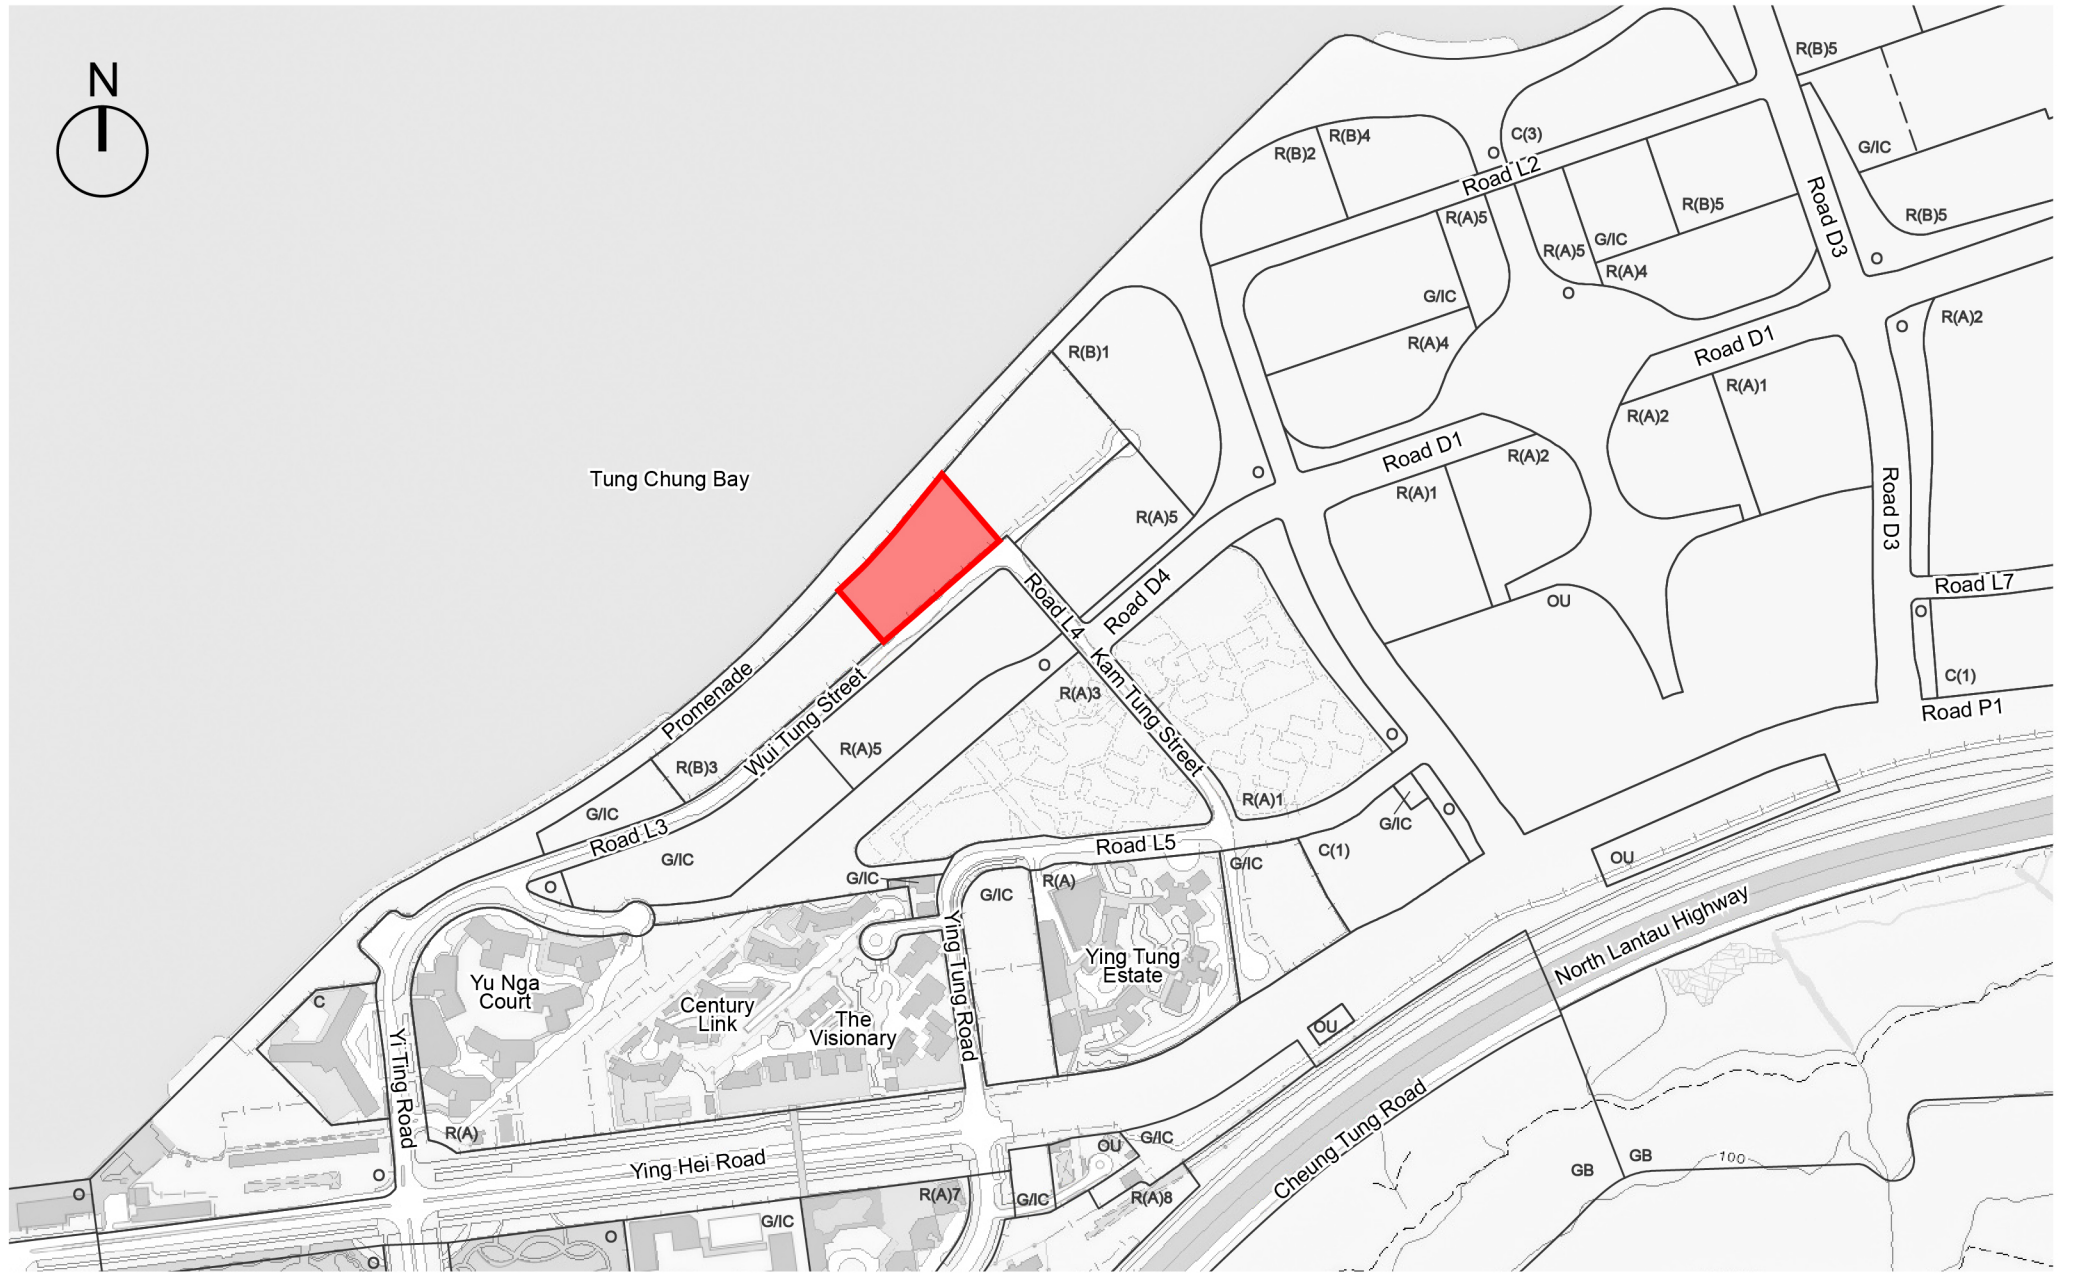 N
R(B)5
C(3)
R(B)4
R(B)2
O
G/IC
Road L2
R(A)5
R(B)5
R(B)5
Road D3
G/IC
R(A)5
O
R(A)4
G/IC
O
R(A)2
O
R(A)4
Road D1
R(B)1
R(A)1
R(A)2
Road D1
R(A)2
O
Tung Chung Bay
R(A)1
Road D3
R(A)5
Road L7
Road D4
Road L4
OU
O
O
Kam Tung Street
R(A)3
C(1)
Road P1
Promenade
Wui Tung Street
O
R(A)5
R(B)3
R(A)1
O
G/IC
G/IC
Road L3
Road L5
C(1)
OU
G/IC
G/IC
G/IC
R(A)
O
G/IC
North Lantau Highway
Ying Tung
Estate
Yu Nga
Court
C
Century
Link
The
Visionary
Ying Tung Road
OU
Yi Ting Road
Cheung Tung Road
R(A)
OU
G/IC
Ying Hei Road
GB
GB
100
O
O
R(A)7
G/IC
R(A)8
G/IC
O
O